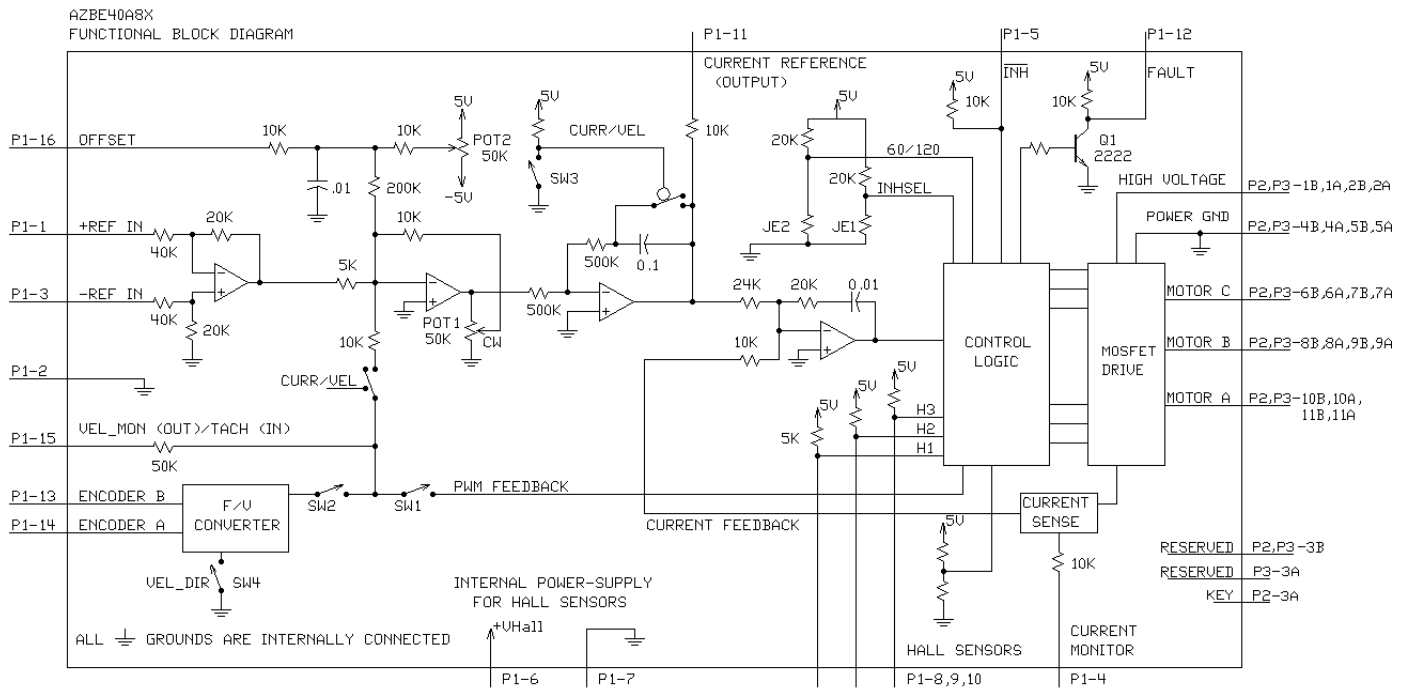 AZBE40A8X
FUNCTIONAL BLOCK DIAGRAM
P1-11
P1-5
P1-12
CURRENT REFERENCE
(OUTPUT)
INH
FAULT
5V
10K
5V
10K
Q1
2222
P1-16 OFFSET
10K
10K
5V
POT2
50K
-5V
.01
200K
5V
CURR/VEL
SW3
10K
5V
20K
60/120
20K
INHSEL
JE2
JE1
HIGH VOLTAGE P2,P3-1B,1A,2B,2A
POWER GND P2,P3-4B,4A,5B,5A
P1-1 +REF IN
20K
40K
10K
500K
0.1
5K
P1-3 -REF IN
40K
20K
POT1
50K
CW
500K
24K
20K
0.01
10K
CONTROL
LOGIC
MOSFET
DRIVE
MOTOR C P2,P3-6B,6A,7B,7A
MOTOR B P2,P3-8B,8A,9B,9A
MOTOR A P2,P3-10B,10A,
11B,11A
10K
P1-2
CURR/VEL
5V
5V
5V
5K
H3
H2
H1
P1-15 VEL_MON (OUT)/TACH (IN)
50K
P1-13 ENCODER B
P1-14 ENCODER A
F/V
CONVERTER
SW2
SW1
PWM FEEDBACK
CURRENT FEEDBACK
CURRENT
SENSE
5V
10K
VEL_DIR
SW4
INTERNAL POWER-SUPPLY
FOR HALL SENSORS
+VHall
RESERVED P2,P3-3B
RESERVED P3-3A
KEY P2-3A
ALL GROUNDS ARE INTERNALLY CONNECTED
HALL SENSORS
CURRENT
MONITOR
P1-6
P1-7
P1-8,9,10
P1-4